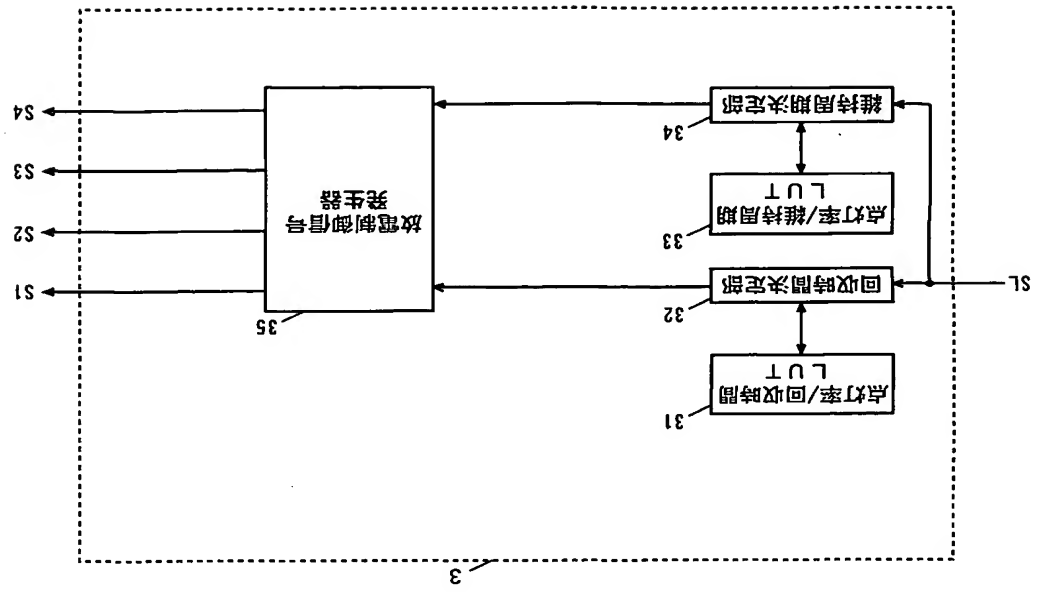 3
31
点灯率/回収時間
LUT
32
回収時間決定部
SL
33
点灯率/維持周期
LUT
34
維持周期決定部
35
放電制御信号
発生器
S1
S2
S3
S4